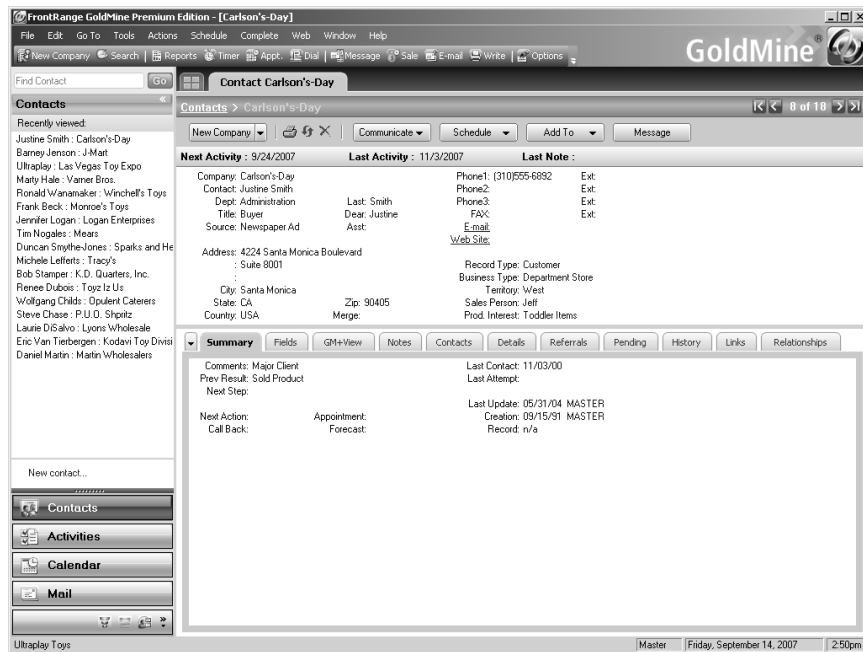 FrontRange GoldMine Premium Edition - [Carlson's-Day]
File Edit Go To Tools Actions Schedule Complete Web Window Help
New Company Search Reports Timer Appt. Dial Message Sale E-mail Write Options
GoldMine®
Find Contact Go
Contact Carlson's-Day
Contacts
Contacts > Carlson's-Day 8 of 18
Recently viewed:
Justine Smith : Carlson's-Day
Barney Jenson : J-Mart
Ultraplay : Las Vegas Toy Expo
Marty Hale : Varner Bros.
Ronald Wanamaker : Winchell's Toys
Frank Beck : Monroe's Toys
Jennifer Logan : Logan Enterprises
Tim Nogales : Mears
Duncan Smythe-Jones : Sparks and He
Michele Lefferts : Tracy's
Bob Stamper : K.D. Quarters, Inc.
Renee Dubois : Toyz Iz Us
Wolfgang Childs : Opulent Caterers
Steve Chase : P.U.O. Shpritz
Laurie DiSalvo : Lyons Wholesale
Eric Van Tierbergen : Kodavi Toy Divisi
Daniel Martin : Martin Wholesalers
New contact...
Contacts
Activities
Calendar
Mail
New Company Communicate Schedule Add To Message
Next Activity : 9/24/2007 Last Activity : 11/3/2007 Last Note :
Company: Carlson's-Day Phone1: (310)555-6892 Ext:
Contact: Justine Smith Phone2: Ext:
Dept: Administration Last: Smith Phone3: Ext:
Title: Buyer Dear: Justine FAX: Ext:
Source: Newspaper Ad Asst: E-mail:
Web Site:
Address: 4224 Santa Monica Boulevard
: Suite 8001 Record Type: Customer
: Business Type: Department Store
City: Santa Monica Territory: West
State: CA Zip: 90405 Sales Person: Jeff
Country: USA Merge: Prod. Interest: Toddler Items
Summary Fields GM+View Notes Contacts Details Referrals Pending History Links Relationships
Comments: Major Client Last Contact: 11/03/00
Prev Result: Sold Product Last Attempt:
Next Step:
Last Update: 05/31/04 MASTER
Next Action: Appointment: Creation: 09/15/91 MASTER
Call Back: Forecast: Record: n/a
Ultraplay Toys Master Friday, September 14, 2007 2:50pm